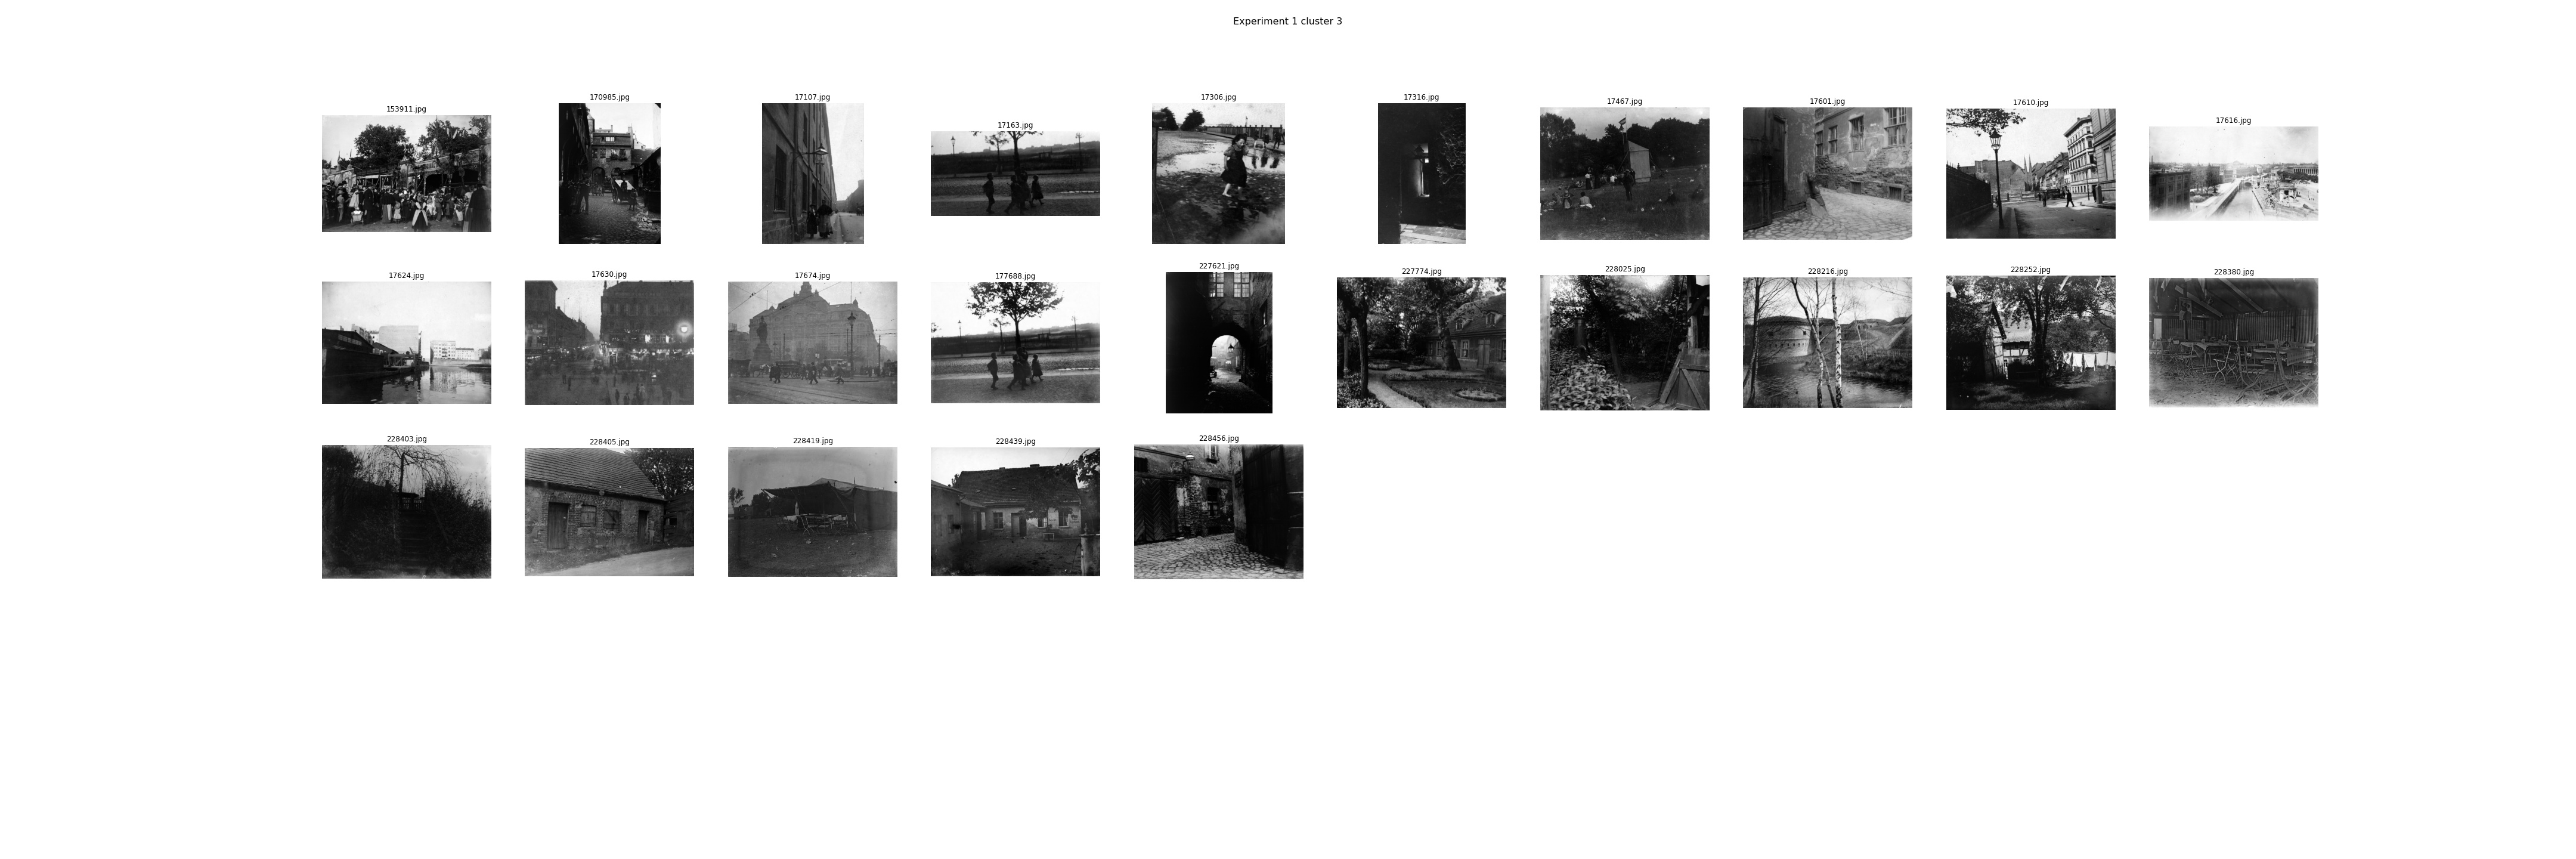 Experiment 1 cluster 3
153911.jpg
170985.jpg
17107.jpg
17163.jpg
17306.jpg
17316.jpg
17467.jpg
17601.jpg
17610.jpg
17616.jpg
17624.jpg
17630.jpg
17674.jpg
177688.jpg
227621.jpg
227774.jpg
228025.jpg
228216.jpg
228252.jpg
228380.jpg
228403.jpg
228405.jpg
228419.jpg
228439.jpg
228456.jpg